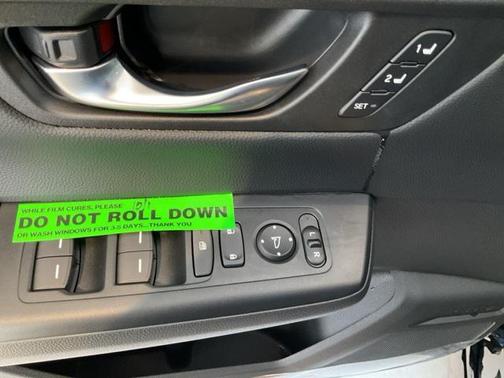 1
2
SET
WHILE FILM CURES, PLEASE
DO NOT ROLL DOWN
OR WASH WINDOWS FOR 3-5 DAYS...THANK YOU
L
R